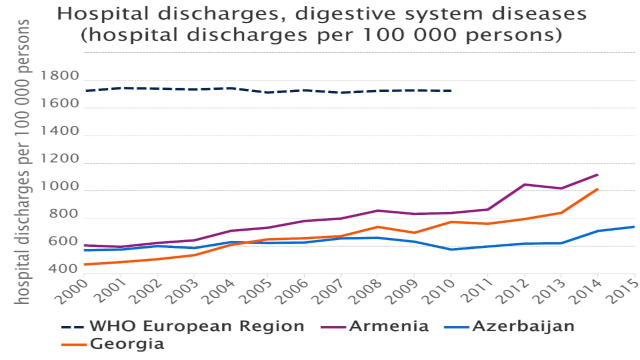 Hospital discharges, digestive system diseases
(hospital discharges per 100 000 persons)
hospital discharges per 100 000 persons
1800
1600
1400
1200
1000
800
600
400
2000 2001 2002 2003 2004 2005 2006 2007 2008 2009 2010 2011 2012 2013 2014 2015
WHO European Region Armenia Azerbaijan
Georgia